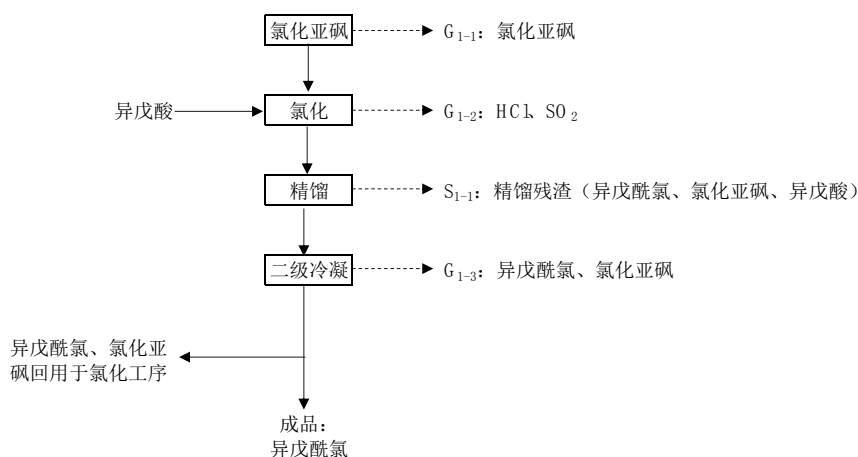 氯化亚砜
G₁₋₁：氯化亚砜
异戊酸
氯化
G₁₋₂：HCl、SO₂
精馏
S₁₋₁：精馏残渣（异戊酰氯、氯化亚砜、异戊酸）
二级冷凝
G₁₋₃：异戊酰氯、氯化亚砜
异戊酰氯、氯化亚
砜回用于氯化工序
成品：
异戊酰氯